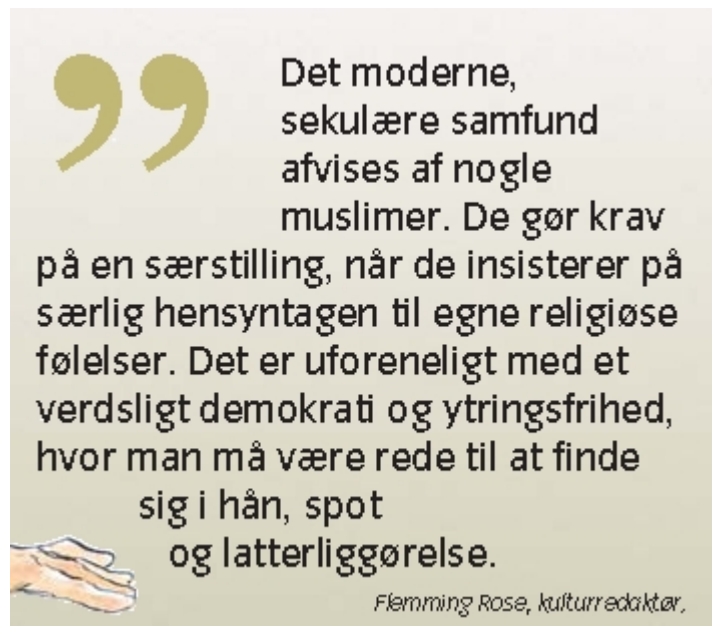 Det moderne,
sekulære samfund
afvises af nogle
muslimer. De gør krav
på en særstilling, når de insisterer på
særlig hensyntagen til egne religiøse
følelser. Det er uforeneligt med et
verdsligt demokrati og ytringsfrihed,
hvor man må være rede til at finde
sig i hån, spot
og latterliggørelse.
Flemming Rose, kulturredaktør,